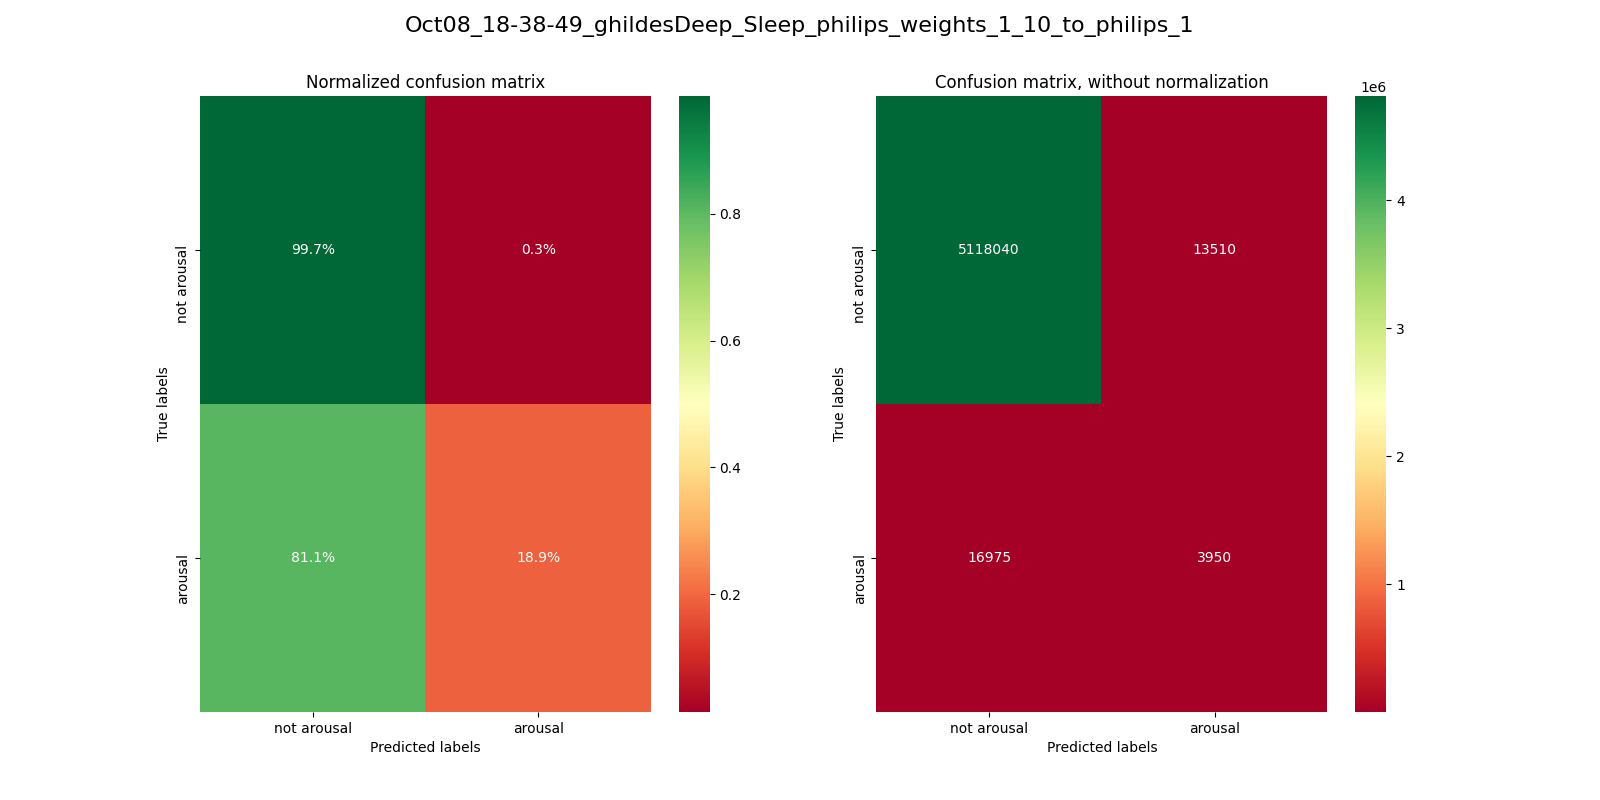 Oct08_18-38-49_ghildesDeep_Sleep_philips_weights_1_10_to_philips_1
Normalized confusion matrix
True labels
not arousal
arousal
99.7%
0.3%
81.1%
18.9%
not arousal
arousal
Predicted labels
0.8
0.6
0.4
0.2
Confusion matrix, without normalization
True labels
not arousal
arousal
5118040
13510
16975
3950
not arousal
arousal
Predicted labels
1e6
4
3
2
1